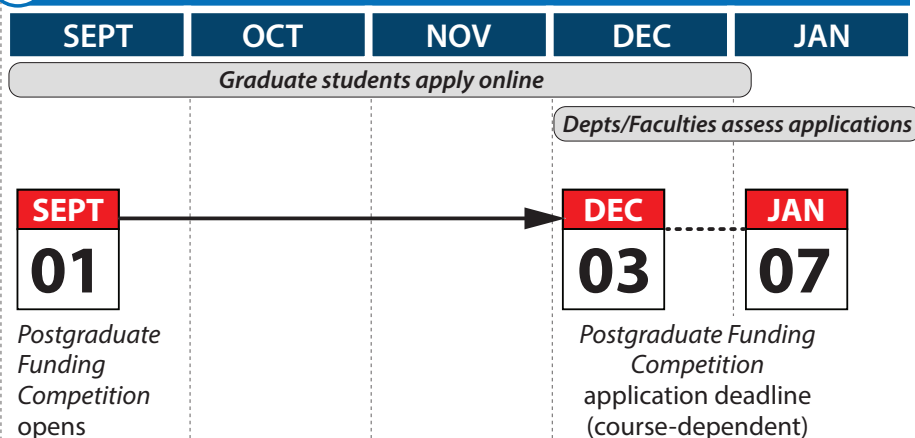 SEPT OCT NOV DEC JAN
Graduate students apply online
Depts/Faculties assess applications
SEPT
01
DEC
03
JAN
07
Postgraduate
Funding
Competition
opens
Postgraduate Funding
Competition
application deadline
(course-dependent)